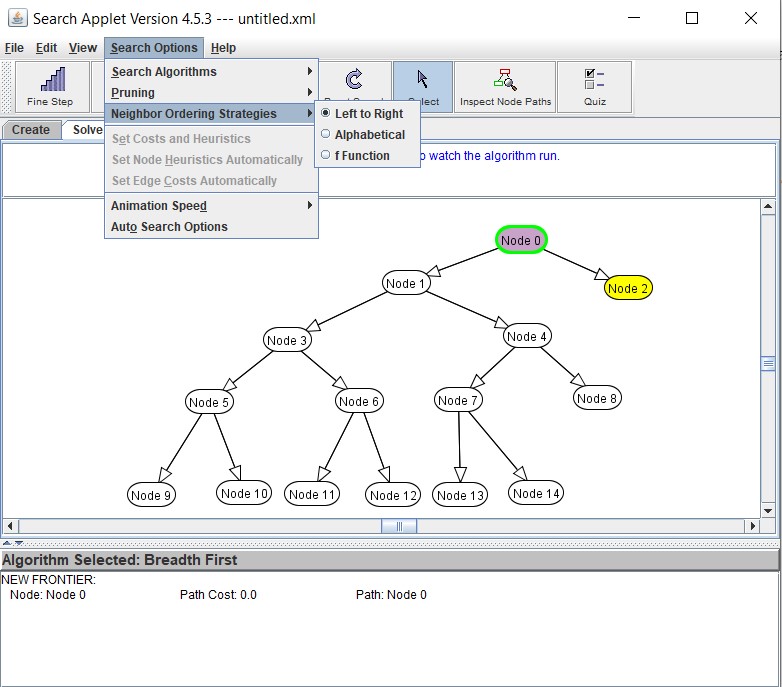 Search Applet Version 4.5.3 --- untitled.xml
File Edit View Search Options Help
Search Algorithms
Pruning
Neighbor Ordering Strategies
Left to Right
Alphabetical
f Function
Set Costs and Heuristics
Set Node Heuristics Automatically
Set Edge Costs Automatically
Animation Speed
Auto Search Options
Fine Step
Inspect Node Paths
Quiz
Create Solve
to watch the algorithm run.
Node 0
Node 1
Node 2
Node 3
Node 4
Node 5
Node 6
Node 7
Node 8
Node 9
Node 10
Node 11
Node 12
Node 13
Node 14
Algorithm Selected: Breadth First
NEW FRONTIER:
Node: Node 0 Path Cost: 0.0 Path: Node 0